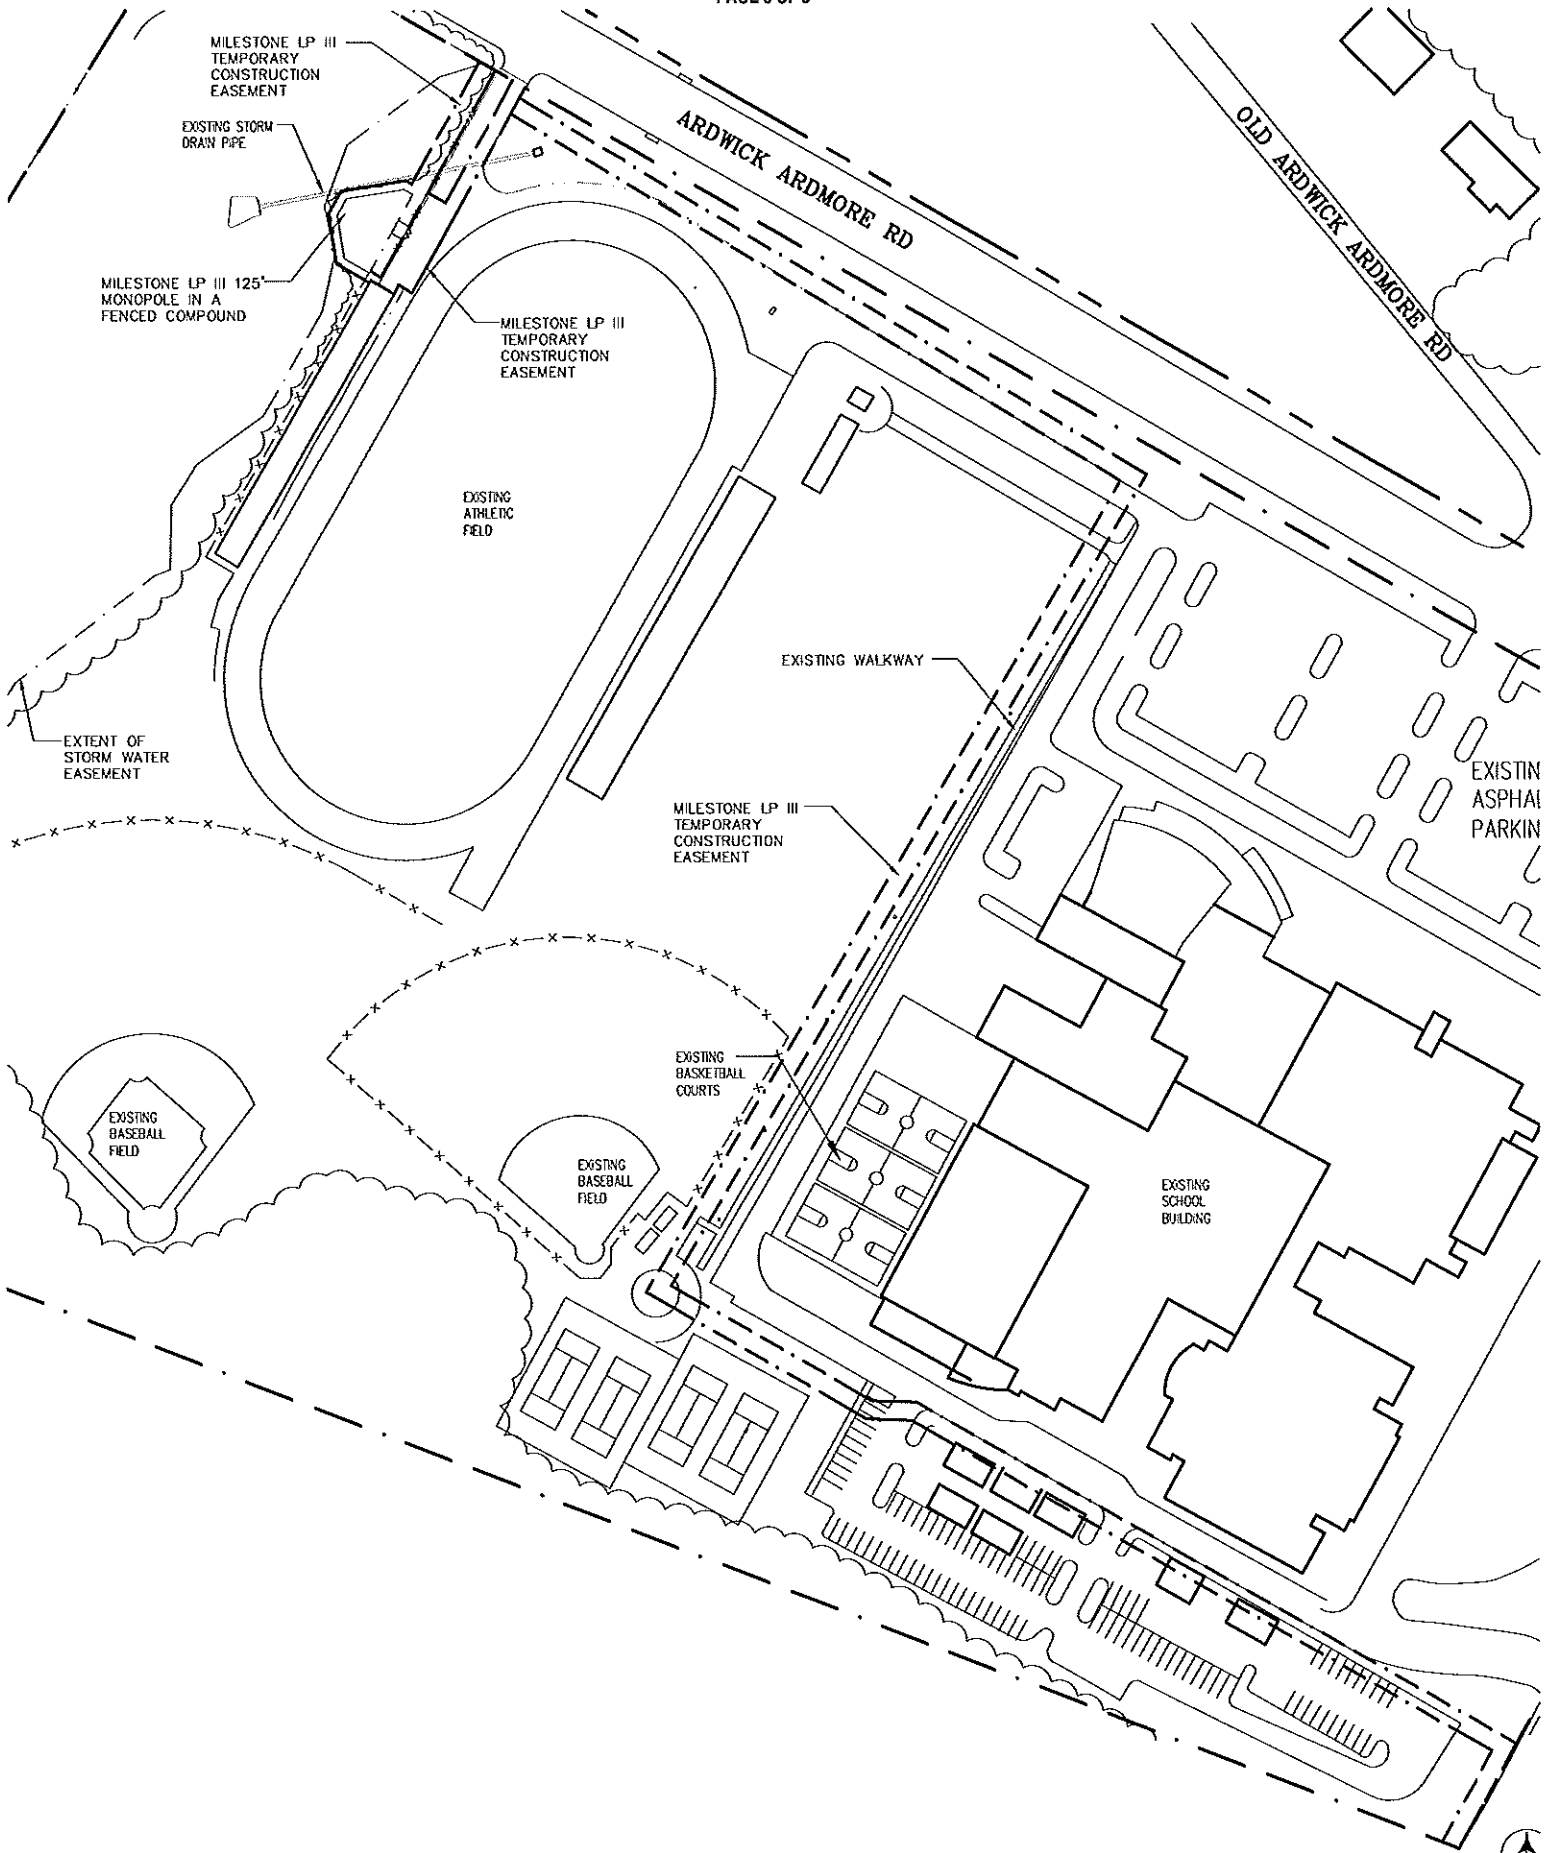 MILESTONE LP III
TEMPORARY
CONSTRUCTION
EASEMENT
EXISTING STORM
DRAIN PIPE
ARDWICK ARDMORE RD
OLD ARDWICK ARDMORE RD
MILESTONE LP III 125'
MONOPOLE IN A
FENCED COMPOUND
MILESTONE LP III
TEMPORARY
CONSTRUCTION
EASEMENT
EXISTING
ATHLETIC
FIELD
EXISTING WALKWAY
EXTENT OF
STORM WATER
EASEMENT
EXISTIN
ASPHAL
PARKIN
MILESTONE LP III
TEMPORARY
CONSTRUCTION
EASEMENT
EXISTING
BASKETBALL
COURTS
EXISTING
BASEBALL
FIELD
EXISTING
BASEBALL
FIELD
EXISTING
SCHOOL
BUILDING